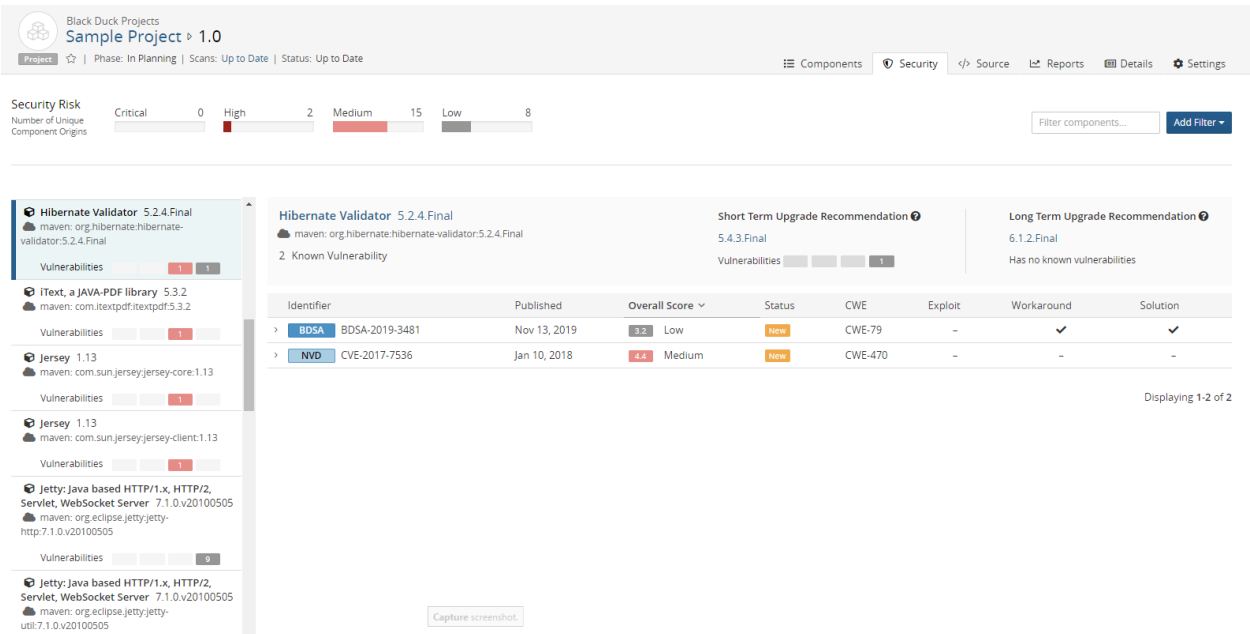 Black Duck Projects
Sample Project ▹ 1.0
Project | Phase: In Planning | Scans: Up to Date | Status: Up to Date
Components Security </> Source Reports Details Settings
Security Risk
Number of Unique
Component Origins
Critical 0 High 2 Medium 15 Low 8
Filter components...
Add Filter
Hibernate Validator 5.2.4.Final
maven: org.hibernate:hibernate-
validator:5.2.4.Final
Vulnerabilities 1 1
iText, a JAVA-PDF library 5.3.2
maven: com.itextpdf:itextpdf:5.3.2
Vulnerabilities 1
Jersey 1.13
maven: com.sun.jersey:jersey-core:1.13
Vulnerabilities 1
Jersey 1.13
maven: com.sun.jersey:jersey-client:1.13
Vulnerabilities 1
Jetty: Java based HTTP/1.x, HTTP/2,
Servlet, WebSocket Server 7.1.0.v20100505
maven: org.eclipse.jetty:jetty-
http:7.1.0.v20100505
Vulnerabilities 9
Jetty: Java based HTTP/1.x, HTTP/2,
Servlet, WebSocket Server 7.1.0.v20100505
maven: org.eclipse.jetty:jetty-
util:7.1.0.v20100505
Hibernate Validator 5.2.4.Final
maven: org.hibernate:hibernate-validator:5.2.4.Final
2 Known Vulnerability
Short Term Upgrade Recommendation
5.4.3.Final
Vulnerabilities 1
Long Term Upgrade Recommendation
6.1.2.Final
Has no known vulnerabilities
Identifier Published Overall Score Status CWE Exploit Workaround Solution
BDSA BDSA-2019-3481 Nov 13, 2019 3.2 Low New CWE-79 – ✔ ✔
NVD CVE-2017-7536 Jan 10, 2018 4.4 Medium New CWE-470 – – –
Displaying 1-2 of 2
Capture screenshot.